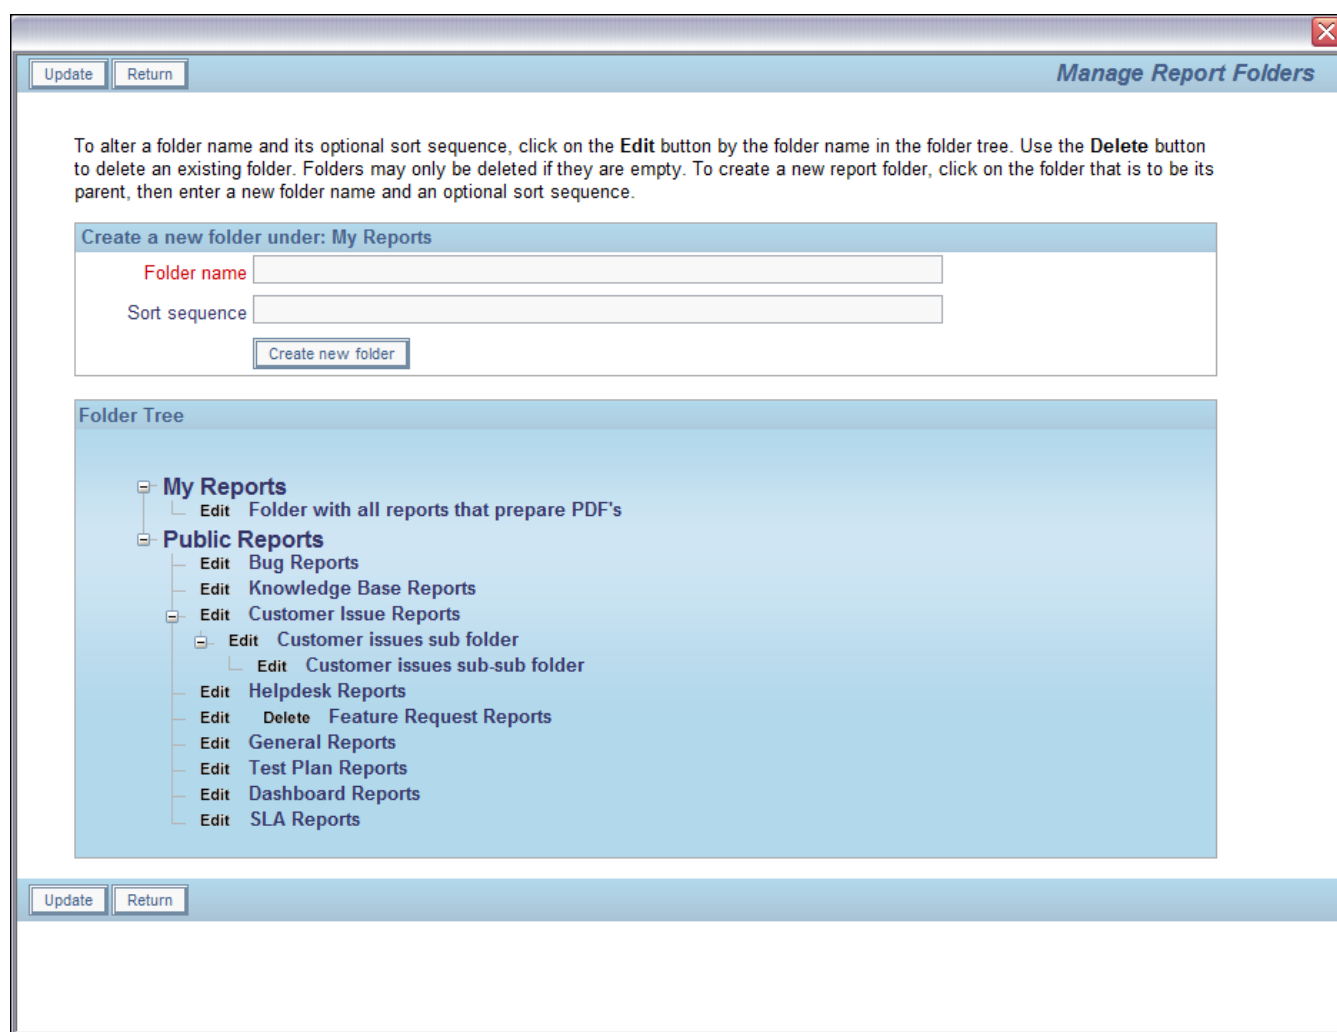 Update Return Manage Report Folders
To alter a folder name and its optional sort sequence, click on the Edit button by the folder name in the folder tree. Use the Delete button
to delete an existing folder. Folders may only be deleted if they are empty. To create a new report folder, click on the folder that is to be its
parent, then enter a new folder name and an optional sort sequence.
Create a new folder under: My Reports
Folder name
Sort sequence
Create new folder
Folder Tree
My Reports
Edit Folder with all reports that prepare PDF's
Public Reports
Edit Bug Reports
Edit Knowledge Base Reports
Edit Customer Issue Reports
Edit Customer issues sub folder
Edit Customer issues sub-sub folder
Edit Helpdesk Reports
Edit Delete Feature Request Reports
Edit General Reports
Edit Test Plan Reports
Edit Dashboard Reports
Edit SLA Reports
Update Return